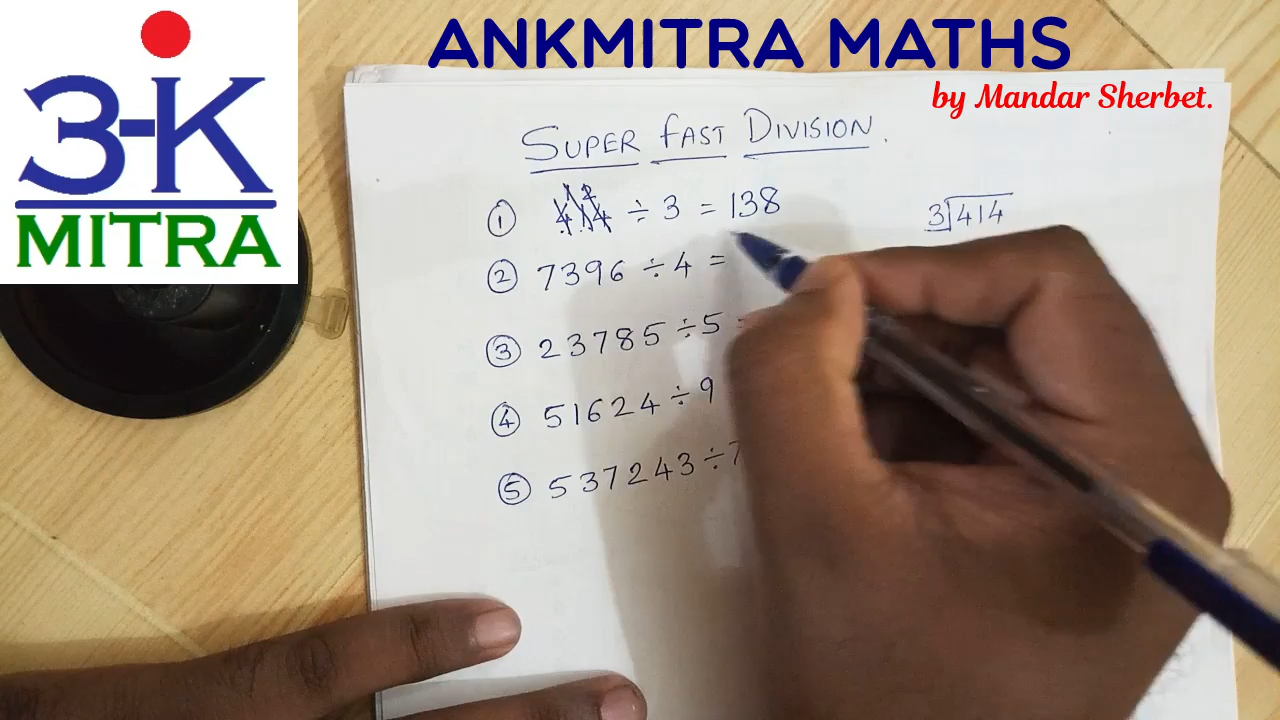 3-K
MITRA
ANKMITRA MATHS
by Mandar Sherbet.
SUPER FAST DIVISION.
① 414 ÷ 3 = 138
3 414
② 7396 ÷ 4 =
③ 23785 ÷ 5 =
④ 51624 ÷ 9
⑤ 537243 ÷ 7